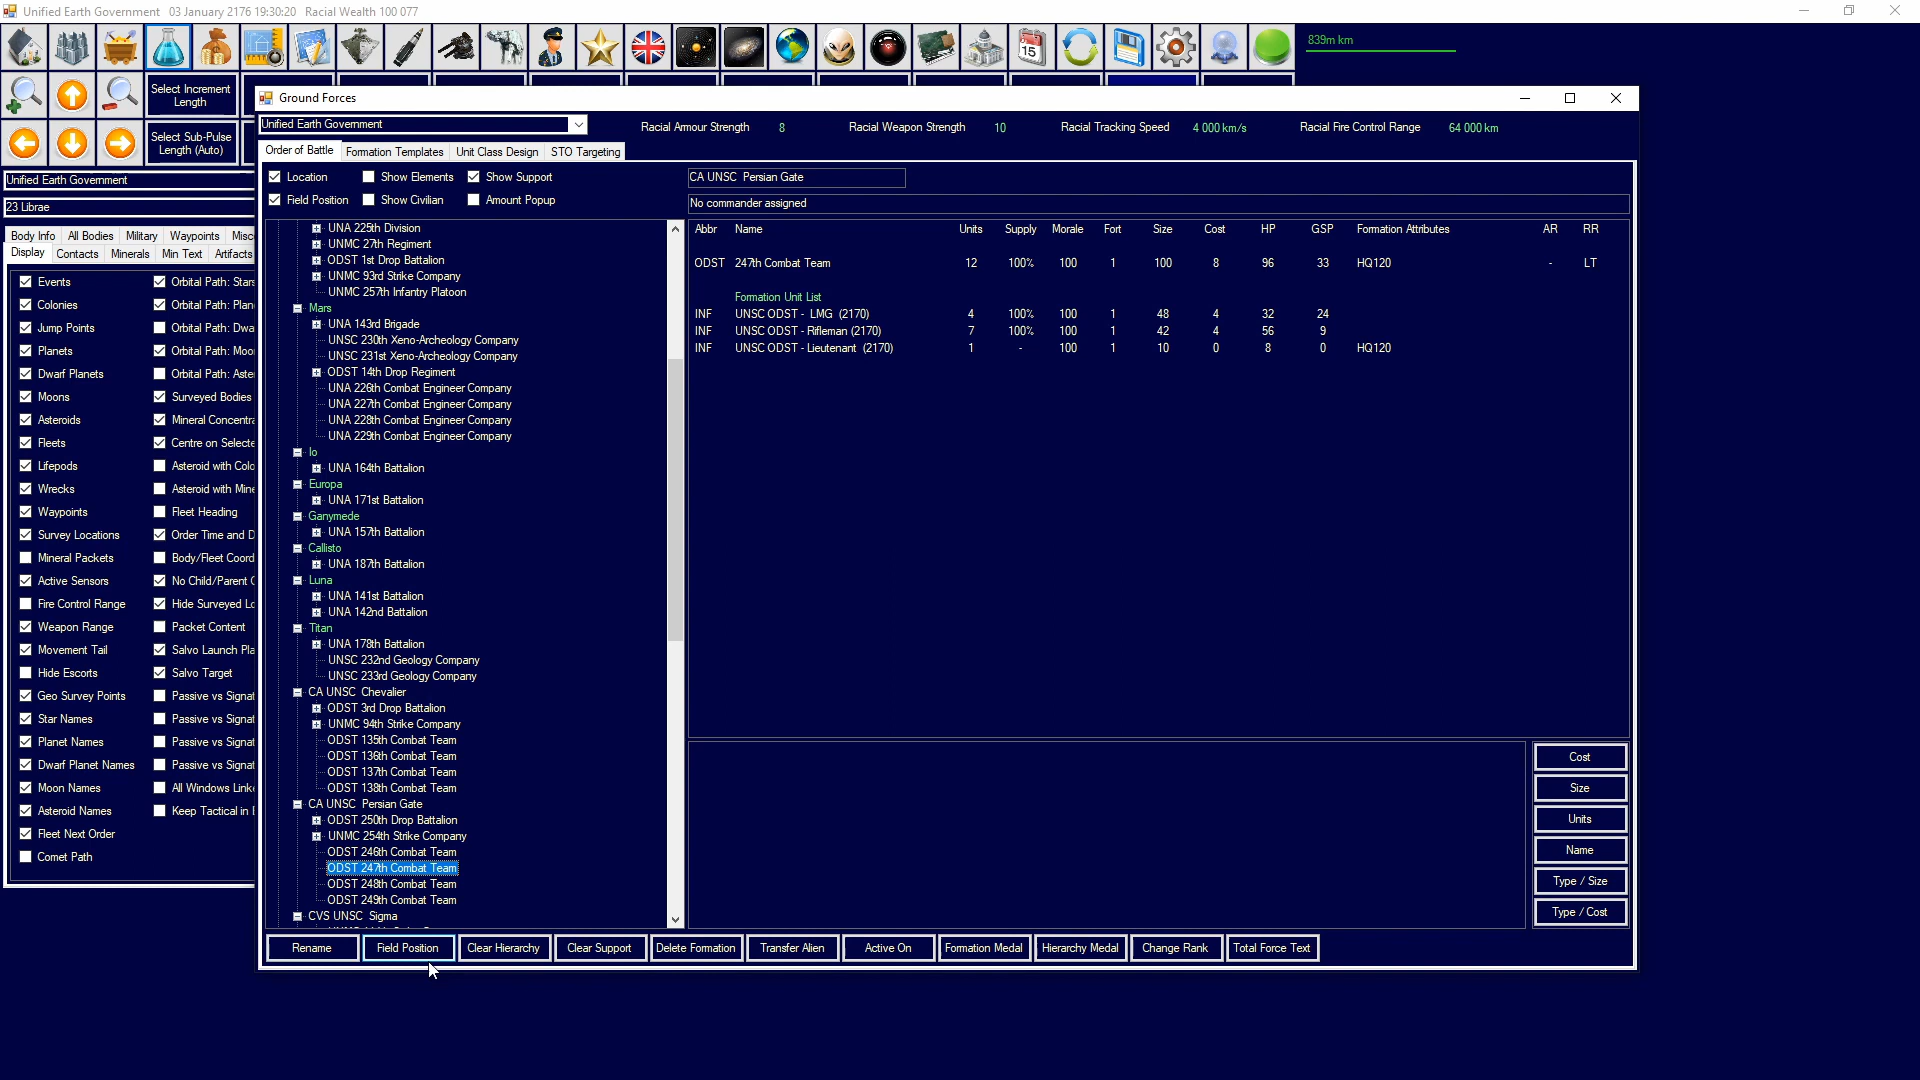 Unified Earth Government   03 January 2176 19:30:20   Racial Wealth 100 077
839m km
Select Increment Length
Select Sub-Pulse Length (Auto)
Unified Earth Government
23 Librae
Body Info   All Bodies   Military   Waypoints   Misc
Display   Contacts   Minerals   Min Text   Artifacts
Events   Orbital Path: Stars
Colonies   Orbital Path: Plan
Jump Points   Orbital Path: Dwa
Planets   Orbital Path: Moo
Dwarf Planets   Orbital Path: Aste
Moons   Surveyed Bodies
Asteroids   Mineral Concentra
Fleets   Centre on Selecte
Lifepods   Asteroid with Colo
Wrecks   Asteroid with Mine
Waypoints   Fleet Heading
Survey Locations   Order Time and D
Mineral Packets   Body/Fleet Coord
Active Sensors   No Child/Parent C
Fire Control Range   Hide Surveyed Lo
Weapon Range   Packet Content
Movement Tail   Salvo Launch Pla
Hide Escorts   Salvo Target
Geo Survey Points   Passive vs Signat
Star Names   Passive vs Signat
Planet Names   Passive vs Signat
Dwarf Planet Names   Passive vs Signat
Moon Names   All Windows Linke
Asteroid Names   Keep Tactical in
Fleet Next Order
Comet Path
Ground Forces
Unified Earth Government   Racial Armour Strength   8   Racial Weapon Strength   10   Racial Tracking Speed   4 000 km/s   Racial Fire Control Range   64 000 km
Order of Battle   Formation Templates   Unit Class Design   STO Targeting
Location   Show Elements   Show Support
Field Position   Show Civilian   Amount Popup
UNA 225th Division
UNMC 27th Regiment
ODST 1st Drop Battalion
UNMC 93rd Strike Company
UNMC 257th Infantry Platoon
Mars
UNA 143rd Brigade
UNSC 230th Xeno-Archeology Company
UNSC 231st Xeno-Archeology Company
ODST 14th Drop Regiment
UNA 226th Combat Engineer Company
UNA 227th Combat Engineer Company
UNA 228th Combat Engineer Company
UNA 229th Combat Engineer Company
Io
UNA 164th Battalion
Europa
UNA 171st Battalion
Ganymede
UNA 157th Battalion
Callisto
UNA 187th Battalion
Luna
UNA 141st Battalion
UNA 142nd Battalion
Titan
UNA 178th Battalion
UNSC 232nd Geology Company
UNSC 233rd Geology Company
CA UNSC Chevalier
ODST 3rd Drop Battalion
UNMC 94th Strike Company
ODST 135th Combat Team
ODST 136th Combat Team
ODST 137th Combat Team
ODST 138th Combat Team
CA UNSC Persian Gate
ODST 250th Drop Battalion
UNMC 254th Strike Company
ODST 246th Combat Team
ODST 247th Combat Team
ODST 248th Combat Team
ODST 249th Combat Team
CVS UNSC Sigma
CA UNSC Persian Gate
No commander assigned
Abbr   Name   Units   Supply   Morale   Fort   Size   Cost   HP   GSP   Formation Attributes   AR   RR
ODST   247th Combat Team   12   100%   100   1   100   8   96   33   HQ120   -   LT
Formation Unit List
INF   UNSC ODST - LMG (2170)   4   100%   100   1   48   4   32   24
INF   UNSC ODST - Rifleman (2170)   7   100%   100   1   42   4   56   9
INF   UNSC ODST - Lieutenant (2170)   1   -   100   1   10   0   8   0   HQ120
Cost
Size
Units
Name
Type / Size
Type / Cost
Rename   Field Position   Clear Hierarchy   Clear Support   Delete Formation   Transfer Alien   Active On   Formation Medal   Hierarchy Medal   Change Rank   Total Force Text